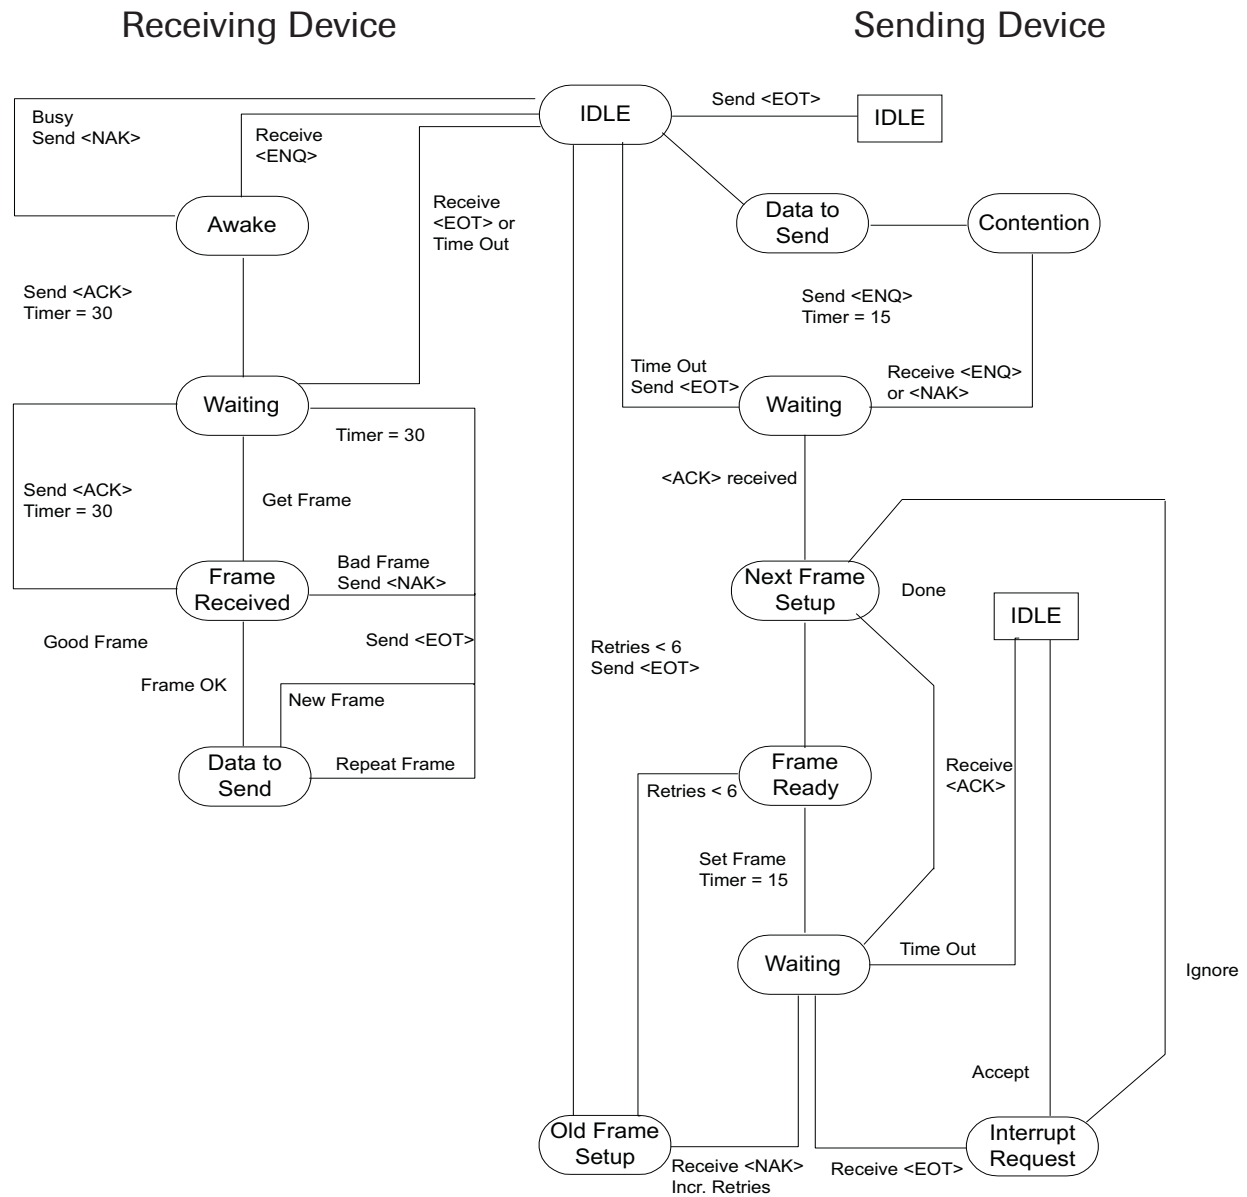 Receiving Device
Sending Device
Busy
Send <NAK>
Receive
<ENQ>
IDLE
Send <EOT>
IDLE
Awake
Receive
<EOT> or
Time Out
Data to
Send
Contention
Send <ACK>
Timer = 30
Send <ENQ>
Timer = 15
Time Out
Send <EOT>
Receive <ENQ>
or <NAK>
Waiting
Waiting
Timer = 30
<ACK> received
Send <ACK>
Timer = 30
Get Frame
Bad Frame
Send <NAK>
Frame
Received
Next Frame
Setup
Done
IDLE
Good Frame
Send <EOT>
Retries < 6
Send <EOT>
Frame OK
New Frame
Data to
Send
Repeat Frame
Frame
Ready
Retries < 6
Receive
<ACK>
Set Frame
Timer = 15
Waiting
Time Out
Ignore
Accept
Old Frame
Setup
Interrupt
Request
Receive <NAK>
Incr. Retries
Receive <EOT>